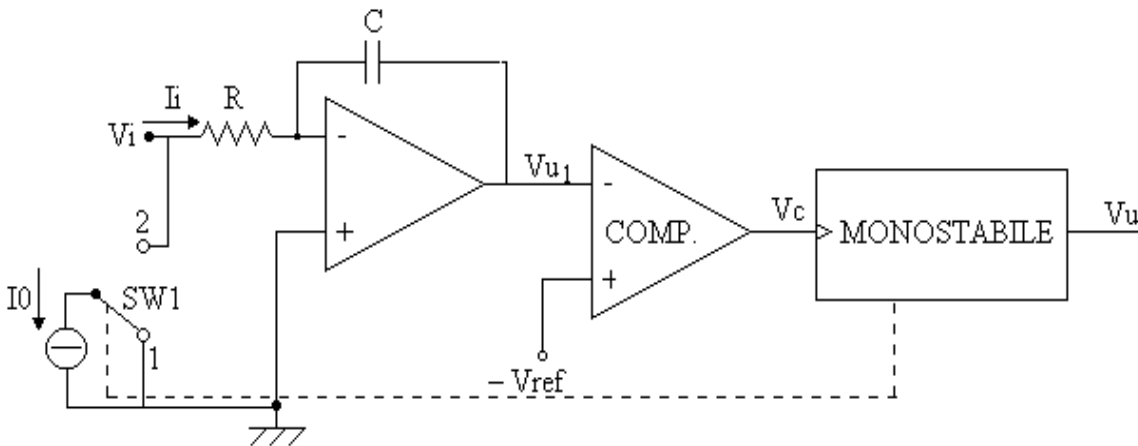 C
Ii R
Vi
-
+
2
I0
SW1
1
Vu1
-
COMP.
+
– Vref
Vc
MONOSTABILE
Vu